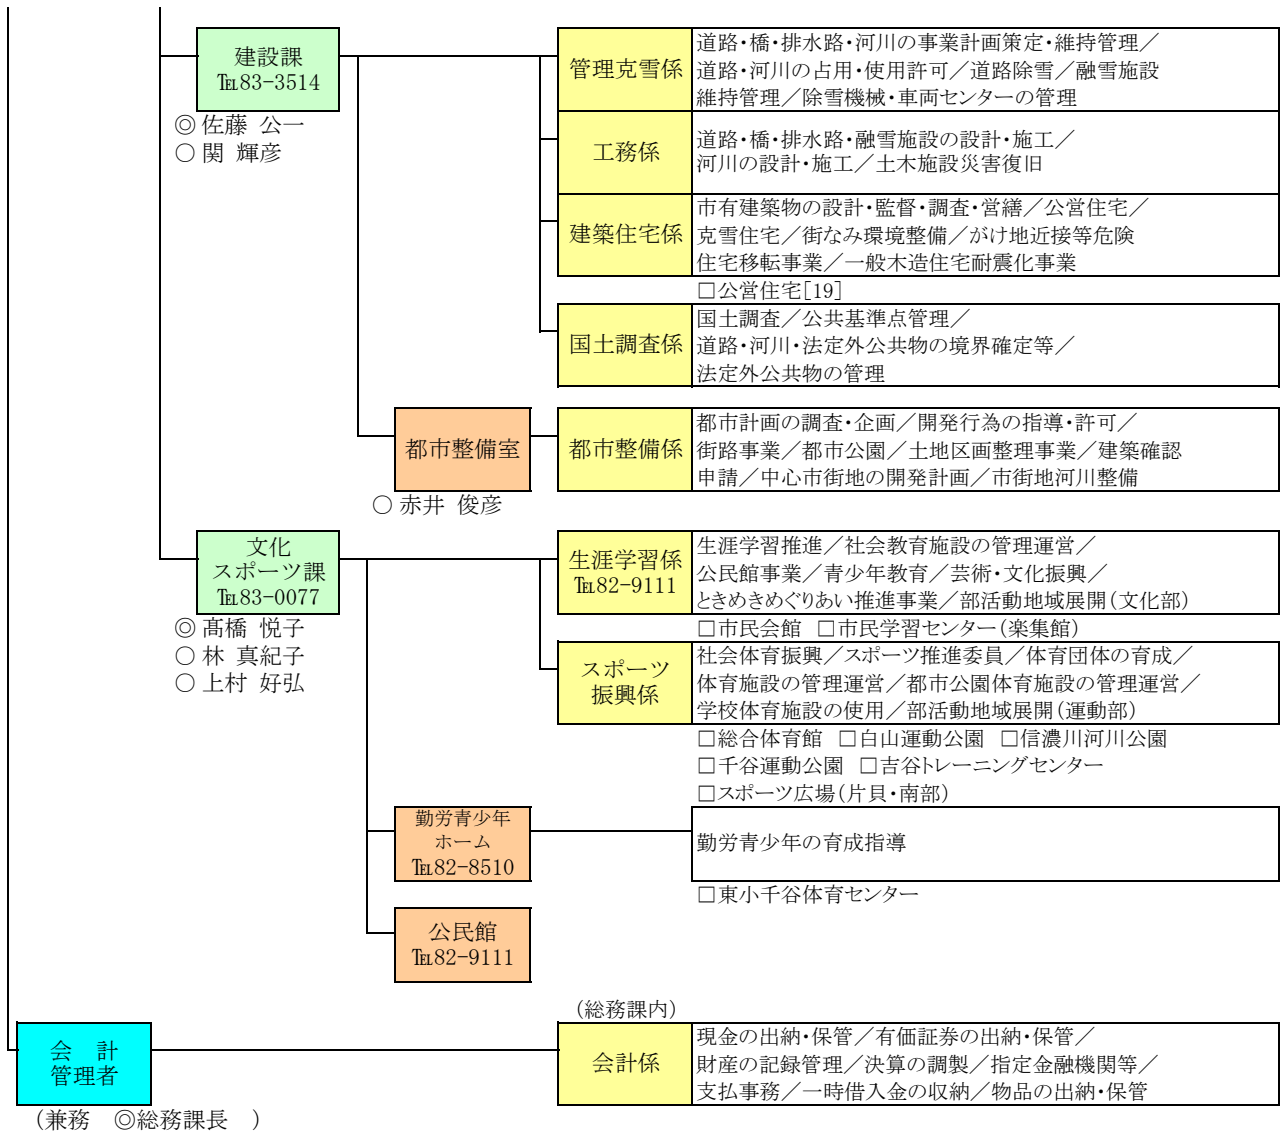 建設課
℡83-3514
◎ 佐藤 公一
○ 関 輝彦
管理克雪係
道路・橋・排水路・河川の事業計画策定・維持管理／
道路・河川の占用・使用許可／道路除雪／融雪施設
維持管理／除雪機械・車両センターの管理
工務係
道路・橋・排水路・融雪施設の設計・施工／
河川の設計・施工／土木施設災害復旧
建築住宅係
市有建築物の設計・監督・調査・営繕／公営住宅／
克雪住宅／街なみ環境整備／がけ地近接等危険
住宅移転事業／一般木造住宅耐震化事業
□公営住宅[19]
国土調査係
国土調査／公共基準点管理／
道路・河川・法定外公共物の境界確定等／
法定外公共物の管理
都市整備室
○ 赤井 俊彦
都市整備係
都市計画の調査・企画／開発行為の指導・許可／
街路事業／都市公園／土地区画整理事業／建築確認
申請／中心市街地の開発計画／市街地河川整備
文化
スポーツ課
℡83-0077
◎ 髙橋 悦子
○ 林 真紀子
○ 上村 好弘
生涯学習係
℡82-9111
生涯学習推進／社会教育施設の管理運営／
公民館事業／青少年教育／芸術・文化振興／
ときめきめぐりあい推進事業／部活動地域展開（文化部）
□市民会館 □市民学習センター（楽集館）
スポーツ
振興係
社会体育振興／スポーツ推進委員／体育団体の育成／
体育施設の管理運営／都市公園体育施設の管理運営／
学校体育施設の使用／部活動地域展開（運動部）
□総合体育館 □白山運動公園 □信濃川河川公園
□千谷運動公園 □吉谷トレーニングセンター
□スポーツ広場（片貝・南部）
勤労青少年
ホーム
℡82-8510
勤労青少年の育成指導
□東小千谷体育センター
公民館
℡82-9111
（総務課内）
会 計
管理者
（兼務 ◎総務課長 ）
会計係
現金の出納・保管／有価証券の出納・保管／
財産の記録管理／決算の調製／指定金融機関等／
支払事務／一時借入金の収納／物品の出納・保管